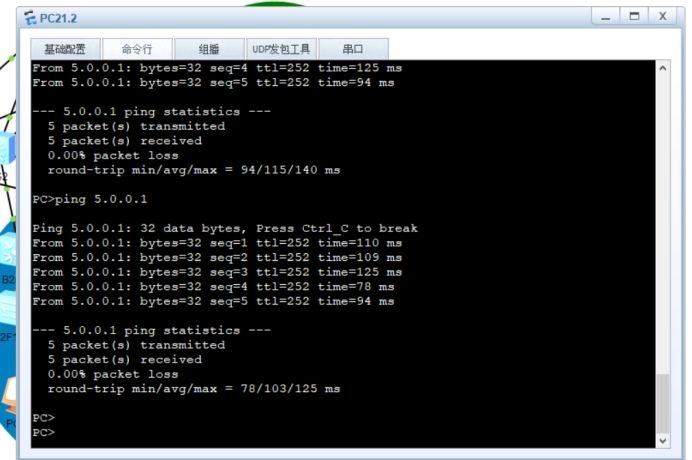 PC21.2
基础配置 命令行 组播 UDP发包工具 串口
From 5.0.0.1: bytes=32 seq=4 ttl=252 time=125 ms
From 5.0.0.1: bytes=32 seq=5 ttl=252 time=94 ms
--- 5.0.0.1 ping statistics ---
5 packet(s) transmitted
5 packet(s) received
0.00% packet loss
round-trip min/avg/max = 94/115/140 ms
PC>ping 5.0.0.1
Ping 5.0.0.1: 32 data bytes, Press Ctrl_C to break
From 5.0.0.1: bytes=32 seq=1 ttl=252 time=110 ms
From 5.0.0.1: bytes=32 seq=2 ttl=252 time=109 ms
From 5.0.0.1: bytes=32 seq=3 ttl=252 time=125 ms
From 5.0.0.1: bytes=32 seq=4 ttl=252 time=78 ms
From 5.0.0.1: bytes=32 seq=5 ttl=252 time=94 ms
--- 5.0.0.1 ping statistics ---
5 packet(s) transmitted
5 packet(s) received
0.00% packet loss
round-trip min/avg/max = 78/103/125 ms
PC>
PC>